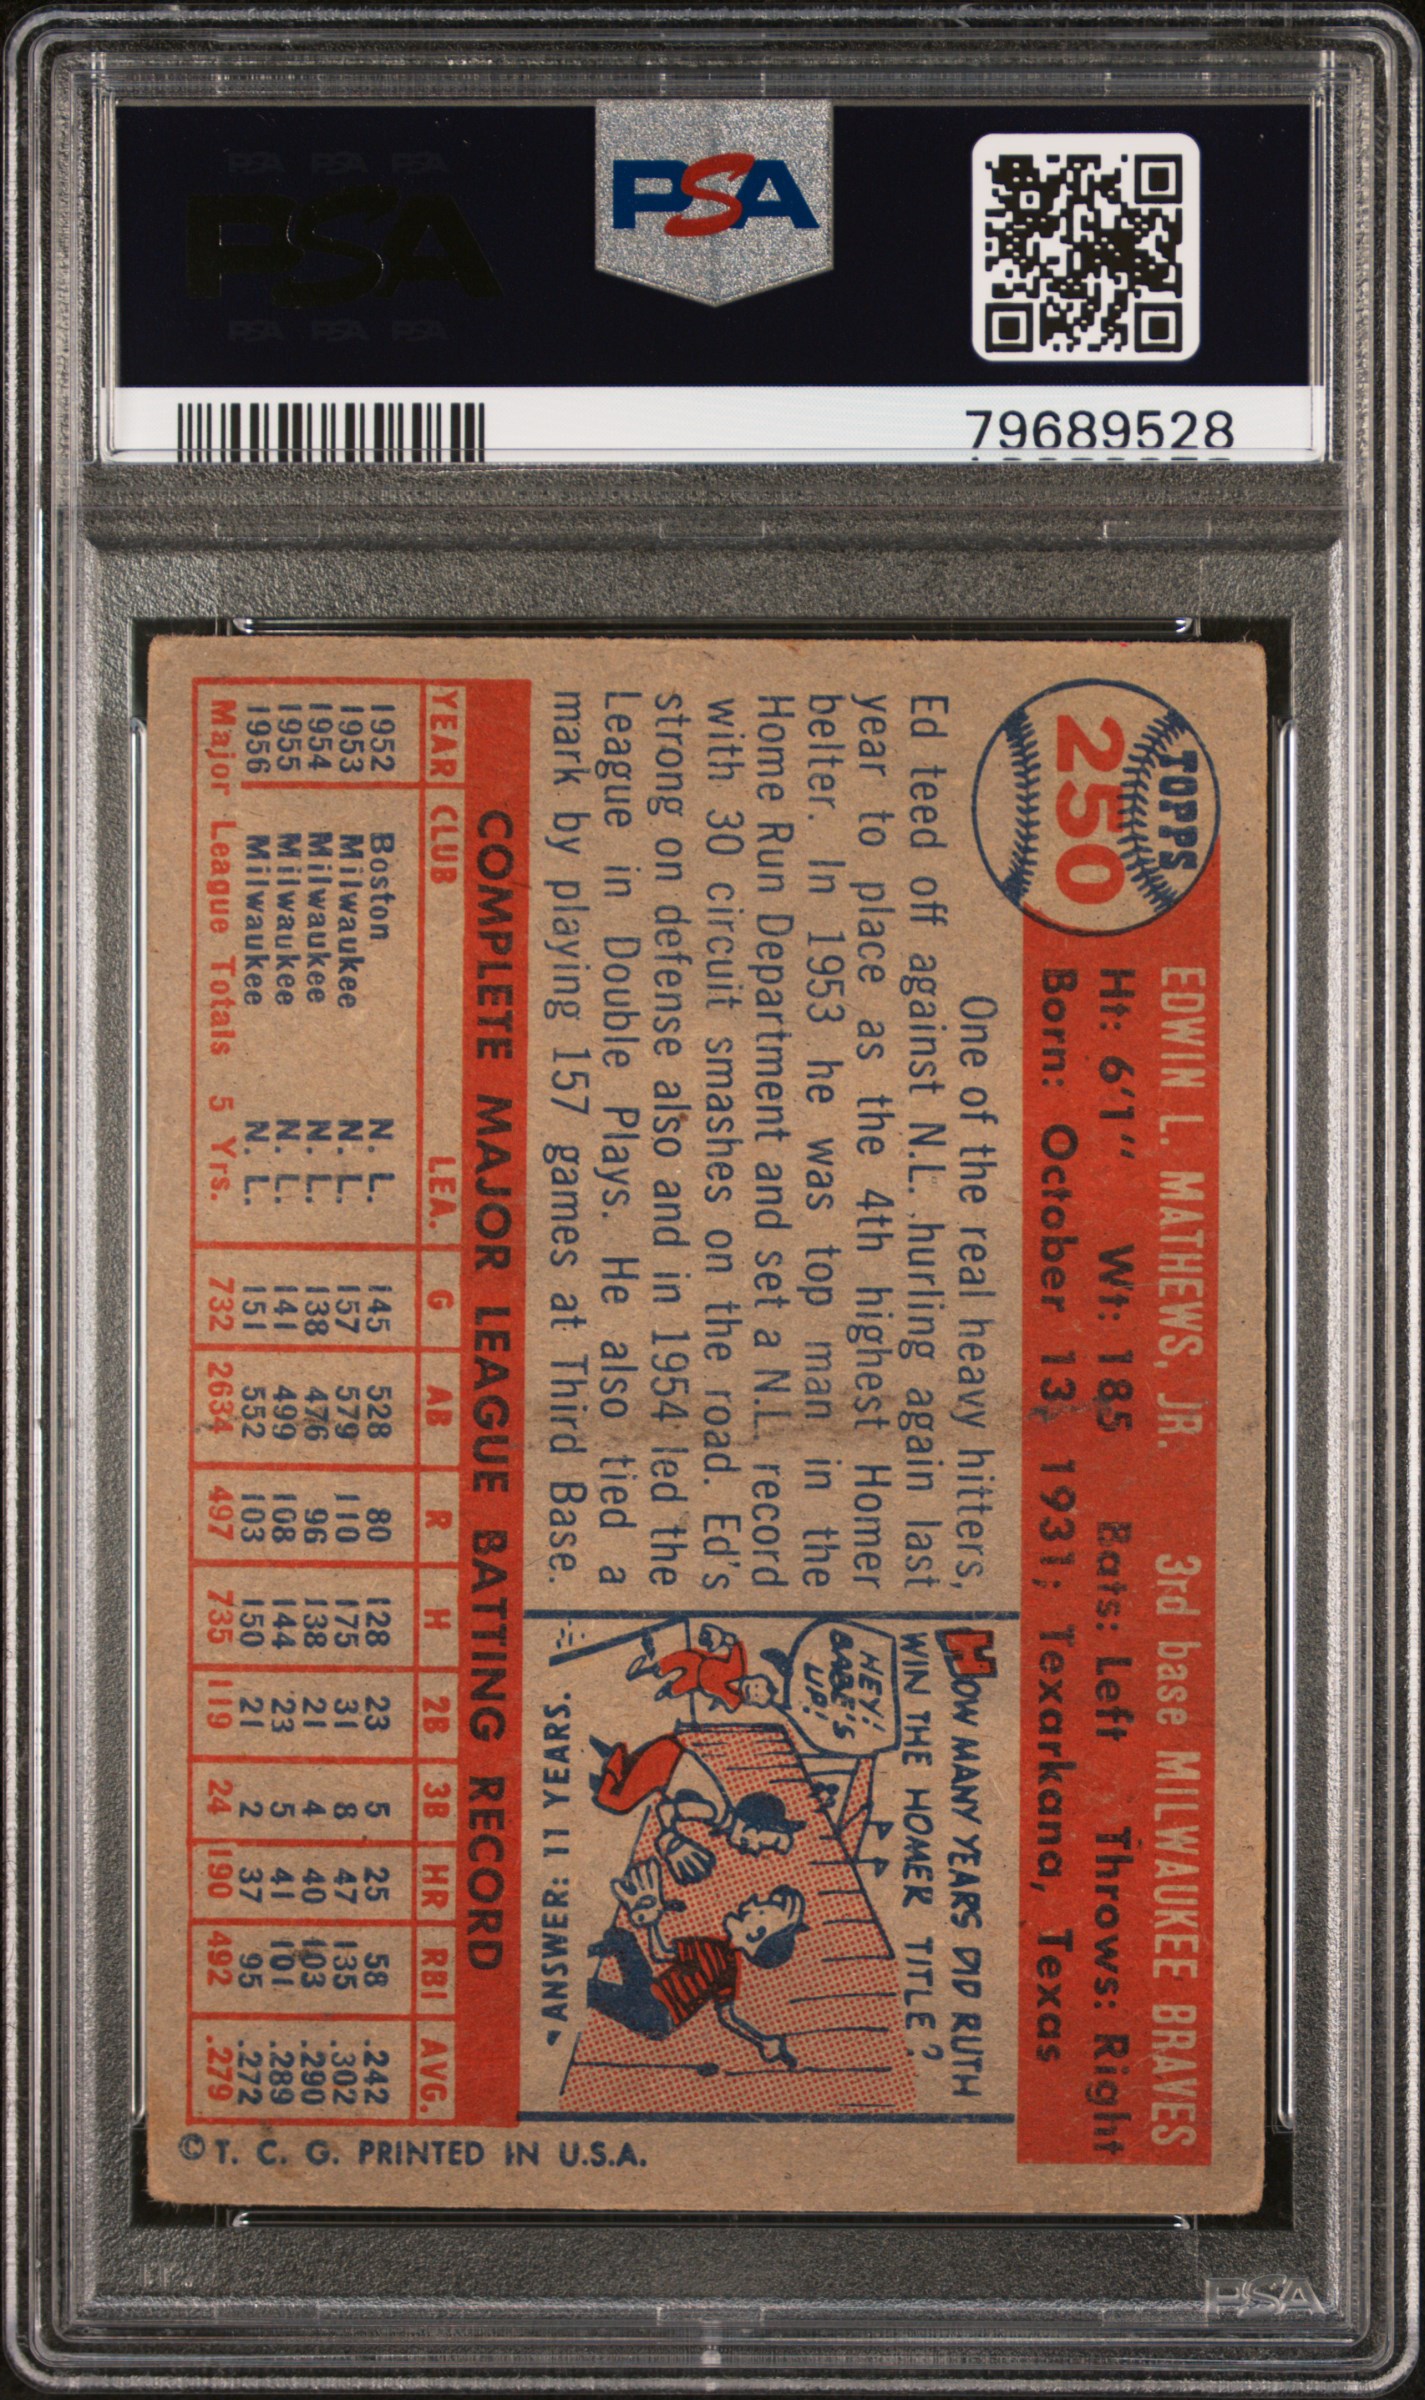 PSA PSA PSA
PSA
PSA PSA PSA
PSA
79689528
TOPPS
250
EDWIN L. MATHEWS, JR. 3rd base MILWAUKEE BRAVES
Ht: 6'1" Wt: 185 Bats: Left Throws: Right
Born: October 13, 1931; Texarkana, Texas
One of the real heavy hitters,
Ed teed off against N.L. hurling again last
year to place as the 4th highest Homer
belter. In 1953 he was top man in the
Home Run Department and set a N.L. record
with 30 circuit smashes on the road. Ed's
strong on defense also and in 1954 led the
League in Double Plays. He also tied a
mark by playing 157 games at Third Base.
HOW MANY YEARS DID RUTH
WIN THE HOMER TITLE?
HEY!
BABE'S
UP!
ANSWER: 11 YEARS.
COMPLETE MAJOR LEAGUE BATTING RECORD
YEAR CLUB LEA. G AB R H 2B 3B HR RBI AVG.
1952 Boston N. L. 145 528 80 128 23 5 25 58 .242
1953 Milwaukee N. L. 157 579 110 175 31 8 47 135 .302
1954 Milwaukee N. L. 138 476 96 138 21 4 40 103 .290
1955 Milwaukee N. L. 141 499 108 144 23 5 41 101 .289
1956 Milwaukee N. L. 151 552 103 150 21 2 37 95 .272
Major League Totals 5 Yrs. 732 2634 497 735 119 24 190 492 .279
©T. C. G. PRINTED IN U.S.A.
PSA